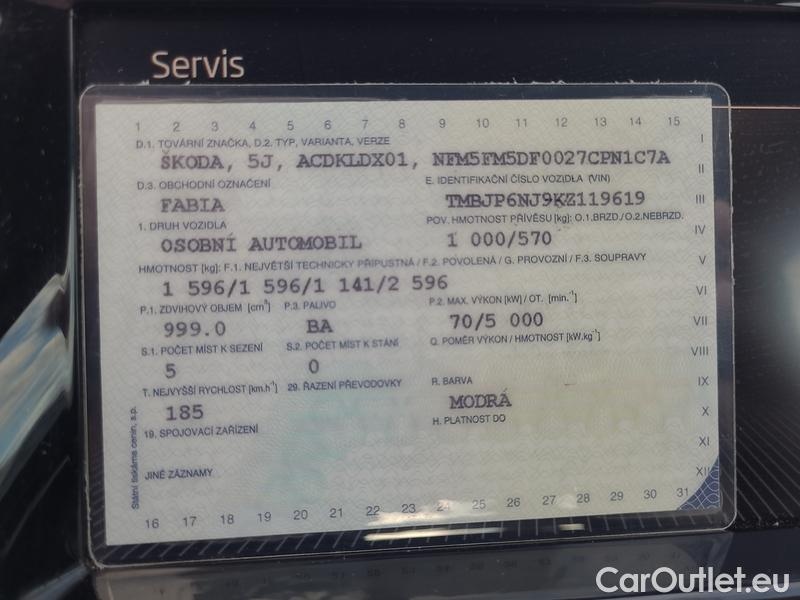 Servis
1 2 3 4 5 6 7 8 9 10 11 12 13 14 15
D.1. TOVÁRNÍ ZNAČKA, D.2. TYP, VARIANTA, VERZE
ŠKODA, 5J, ACDKLDX01, NFM5FM5DF0027CPN1C7A
D.3. OBCHODNÍ OZNAČENÍ E. IDENTIFIKAČNÍ ČÍSLO VOZIDLA (VIN)
FABIA TMBJP6NJ9KZ119619
1. DRUH VOZIDLA POV. HMOTNOST PŘÍVĚSU [kg]: O.1.BRZD./O.2.NEBRZD.
OSOBNÍ AUTOMOBIL 1 000/570
HMOTNOST [kg]: F.1. NEJVĚTŠÍ TECHNICKY PŘÍPUSTNÁ / F.2. POVOLENÁ / G. PROVOZNÍ / F.3. SOUPRAVY
1 596/1 596/1 141/2 596
P.1. ZDVIHOVÝ OBJEM [cm³] P.3. PALIVO P.2. MAX. VÝKON [kW] / OT. [min.⁻¹]
999.0 BA 70/5 000
S.1. POČET MÍST K SEZENÍ S.2. POČET MÍST K STÁNÍ Q. POMĚR VÝKON / HMOTNOST [kW.kg⁻¹]
5 0
T. NEJVYŠŠÍ RYCHLOST [km.h⁻¹] 29. ŘAZENÍ PŘEVODOVKY R. BARVA
185 MODRÁ
19. SPOJOVACÍ ZAŘÍZENÍ H. PLATNOST DO
JINÉ ZÁZNAMY
16 17 18 19 20 21 22 23 24 25 26 27 28 29 30 31
I
II
III
IV
V
VI
VII
VIII
IX
X
XI
XII
Státní tiskárna cenin, s.p.
CarOutlet.eu